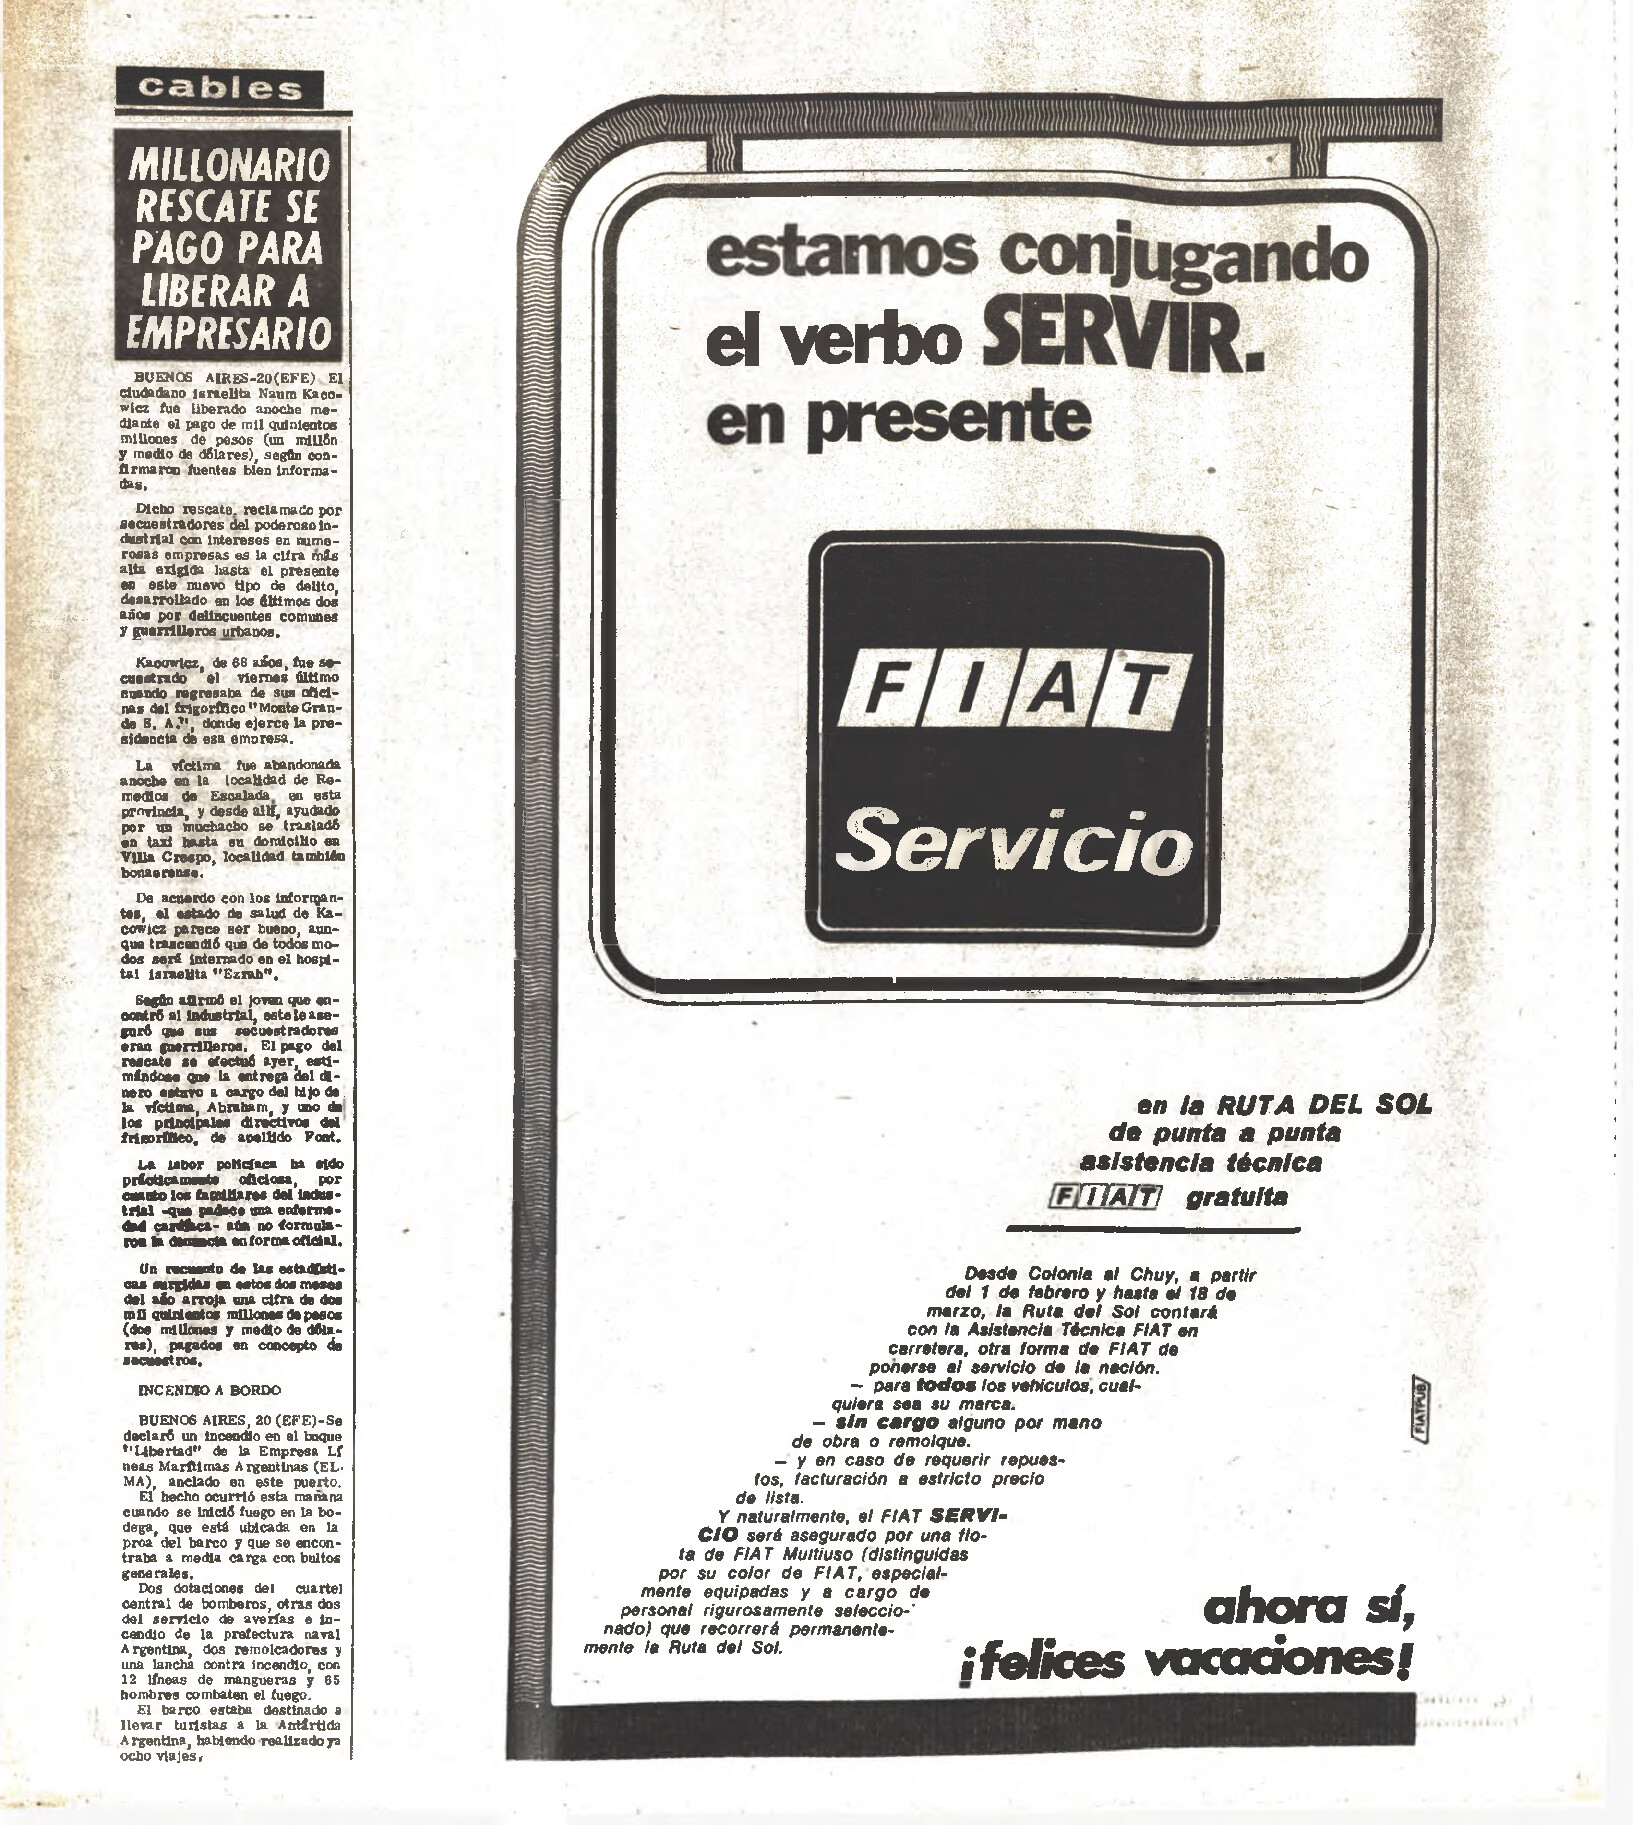 cables
MILLONARIO
RESCATE SE
PAGO PARA
LIBERAR A
EMPRESARIO
BUENOS AIRES-20(EFE) El
ciudadano israelita Naum Kaco-
wicz fue liberado anoche me-
diante el pago de mil quinientos
millones de pesos (un millón
y medio de dólares), según con-
firmaron fuentes bien informa-
das.
Dicho rescate, reclamado por
secuestradores del poderoso in-
dustrial con intereses en nume-
rosas empresas es la cifra más
alta exigida hasta el presente
en este nuevo tipo de delito,
desarrollado en los últimos dos
años por delincuentes comunes
y guerrilleros urbanos.
Kacowicz, de 68 años, fue se-
cuestrado el viernes último
cuando regresaba de sus ofici-
nas del frigorífico "Monte Gran-
de S. A.", donde ejerce la pre-
sidencia de esa empresa.
La víctima fue abandonada
anoche en la localidad de Re-
medios de Escalada, en esta
provincia, y desde allí, ayudado
por un muchacho se trasladó
en taxi hasta su domicilio en
Villa Crespo, localidad también
bonaerense.
De acuerdo con los informan-
tes, el estado de salud de Ka-
cowicz parece ser bueno, aun-
que trascendió que de todos mo-
dos será internado en el hospi-
tal israelita "Ezrah".
Según afirmó el joven que en-
contró al industrial, este le ase-
guró que sus secuestradores
eran guerrilleros. El pago del
rescate se efectuó ayer, esti-
mándose que la entrega del di-
nero estuvo a cargo del hijo de
la víctima, Abraham, y uno de
los principales directivos del
frigorífico, de apellido Font.
La labor policíaca ha sido
prácticamente oficiosa, por
cuanto los familiares del indus-
trial -que padece una enferme-
dad cardíaca- aún no formula-
ron la denuncia en forma oficial.
Un recuento de las estadísti-
cas surgidas en estos dos meses
del año arroja una cifra de dos
mil quinientos millones de pesos
(dos millones y medio de dóla-
res), pagados en concepto de
secuestros.
INCENDIO A BORDO
BUENOS AIRES, 20 (EFE)-Se
declaró un incendio en el buque
"Libertad" de la Empresa Lí
neas Marítimas Argentinas (EL-
MA), anclado en este puerto.
El hecho ocurrió esta mañana
cuando se inició fuego en la bo-
dega, que está ubicada en la
proa del barco y que se encon-
traba a media carga con bultos
generales.
Dos dotaciones del cuartel
central de bomberos, otras dos
del servicio de averías e in-
cendio de la prefectura naval
Argentina, dos remolcadores y
una lancha contra incendio, con
12 líneas de mangueras y 65
hombres combaten el fuego.
El barco estaba destinado a
llevar turistas a la Antártida
Argentina, habiendo realizado ya
ocho viajes.
estamos conjugando
el verbo SERVIR.
en presente
FIAT
Servicio
en la RUTA DEL SOL
de punta a punta
asistencia técnica
FIAT gratuita
Desde Colonia al Chuy, a partir
del 1 de febrero y hasta el 18 de
marzo, la Ruta del Sol contará
con la Asistencia Técnica FIAT en
carretera, otra forma de FIAT de
ponerse al servicio de la nación.
— para todos los vehículos, cual-
quiera sea su marca.
— sin cargo alguno por mano
de obra o remolque.
— y en caso de requerir repues-
tos, facturación a estricto precio
de lista.
Y naturalmente, el FIAT SERVI-
CIO será asegurado por una flo-
ta de FIAT Multiuso (distinguidas
por su color de FIAT, especial-
mente equipadas y a cargo de
personal rigurosamente seleccio-
nado) que recorrerá permanente-
mente la Ruta del Sol.
FIATPUB
ahora sí,
¡felices vacaciones!